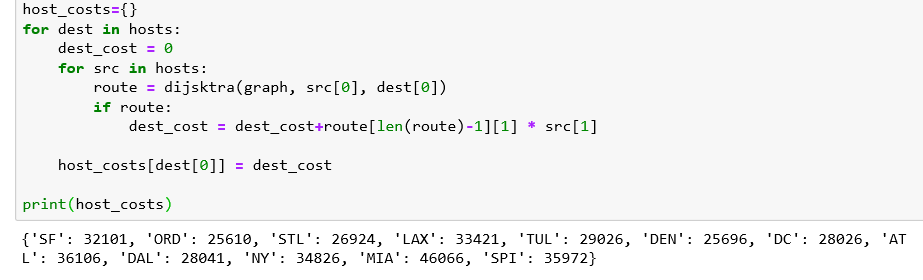 host_costs={}
for dest in hosts:
    dest_cost = 0
    for src in hosts:
        route = dijsktra(graph, src[0], dest[0])
        if route:
            dest_cost = dest_cost+route[len(route)-1][1] * src[1]
    host_costs[dest[0]] = dest_cost
print(host_costs)
{'SF': 32101, 'ORD': 25610, 'STL': 26924, 'LAX': 33421, 'TUL': 29026, 'DEN': 25696, 'DC': 28026, 'AT
L': 36106, 'DAL': 28041, 'NY': 34826, 'MIA': 46066, 'SPI': 35972}